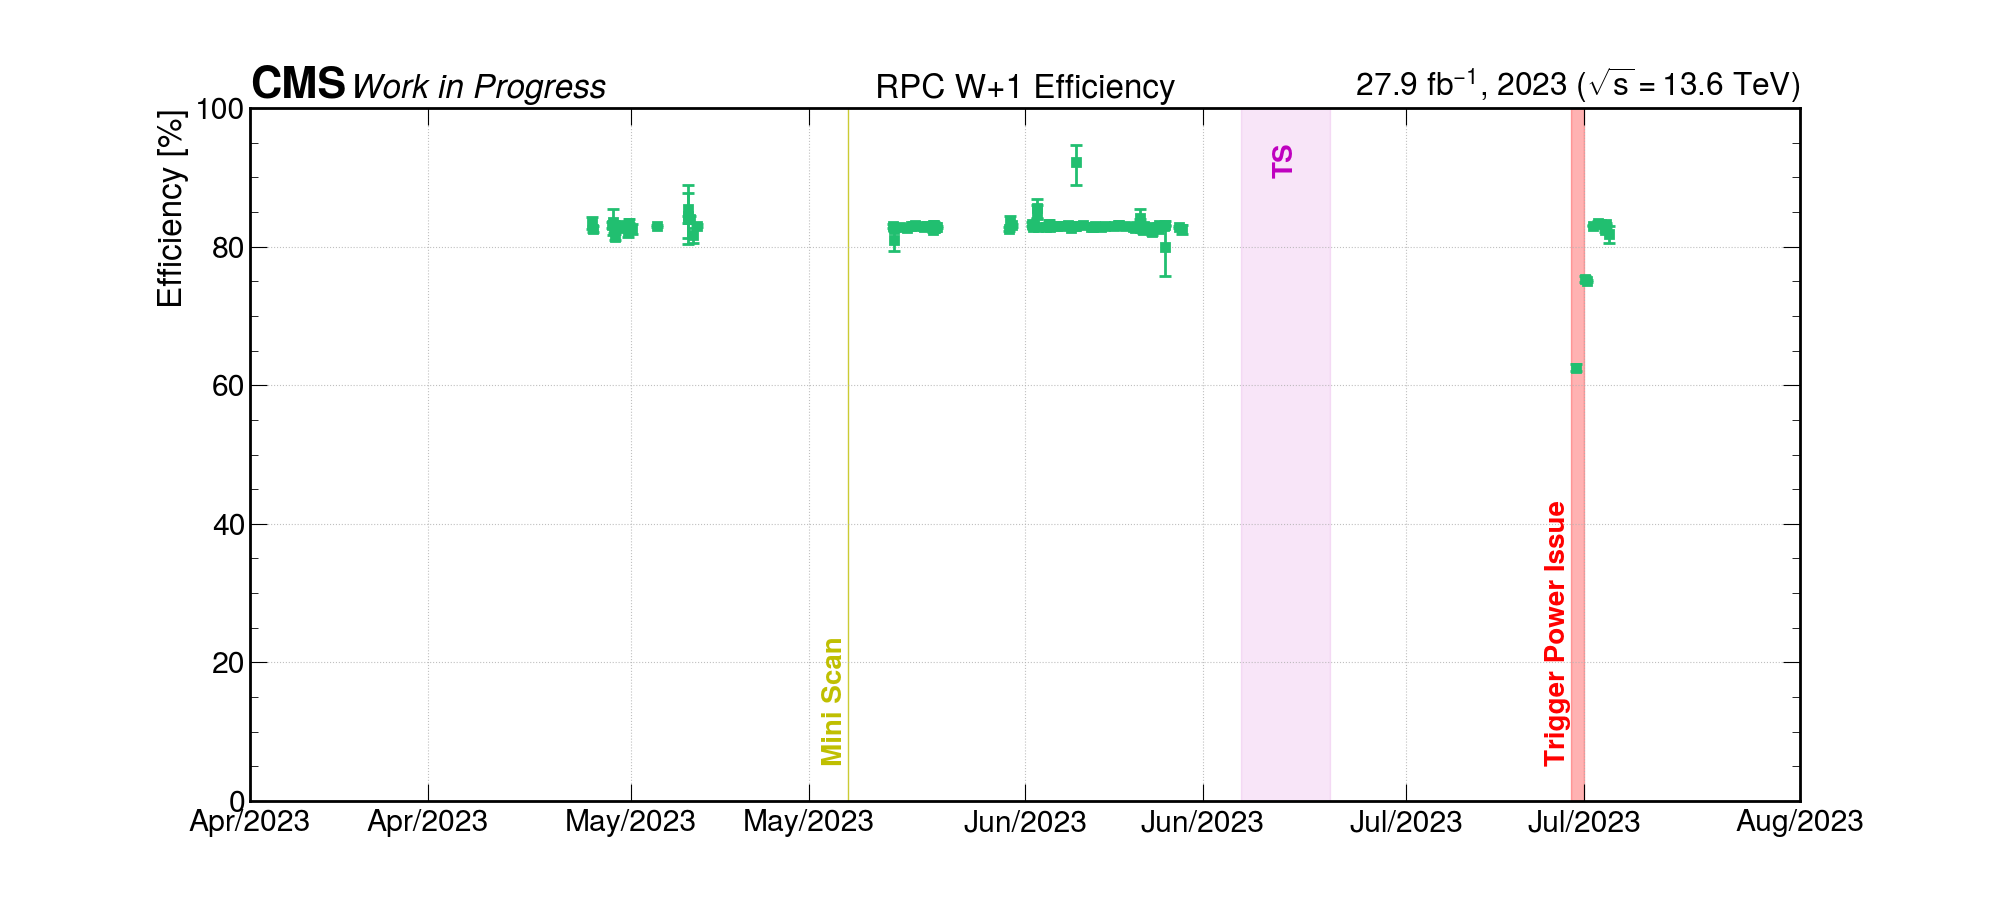 CMS Work in Progress
RPC W+1 Efficiency
27.9 fb⁻¹, 2023 (√s = 13.6 TeV)
Efficiency [%]
100
80
60
40
20
0
TS
Mini Scan
Trigger Power Issue
Apr/2023 Apr/2023 May/2023 May/2023 Jun/2023 Jun/2023 Jul/2023 Jul/2023 Aug/2023